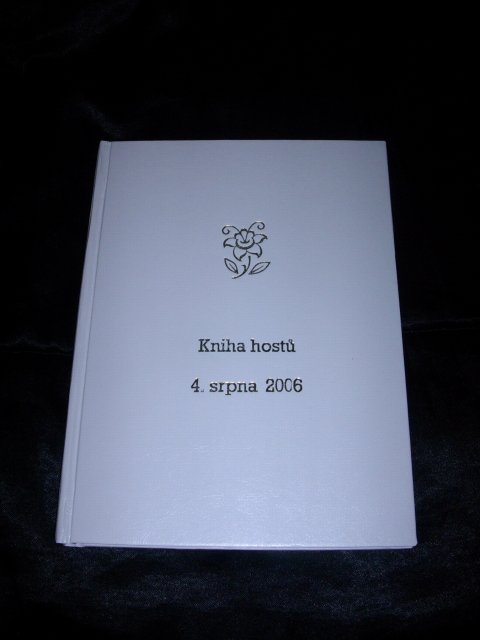 Kniha hostů
4. srpna 2006